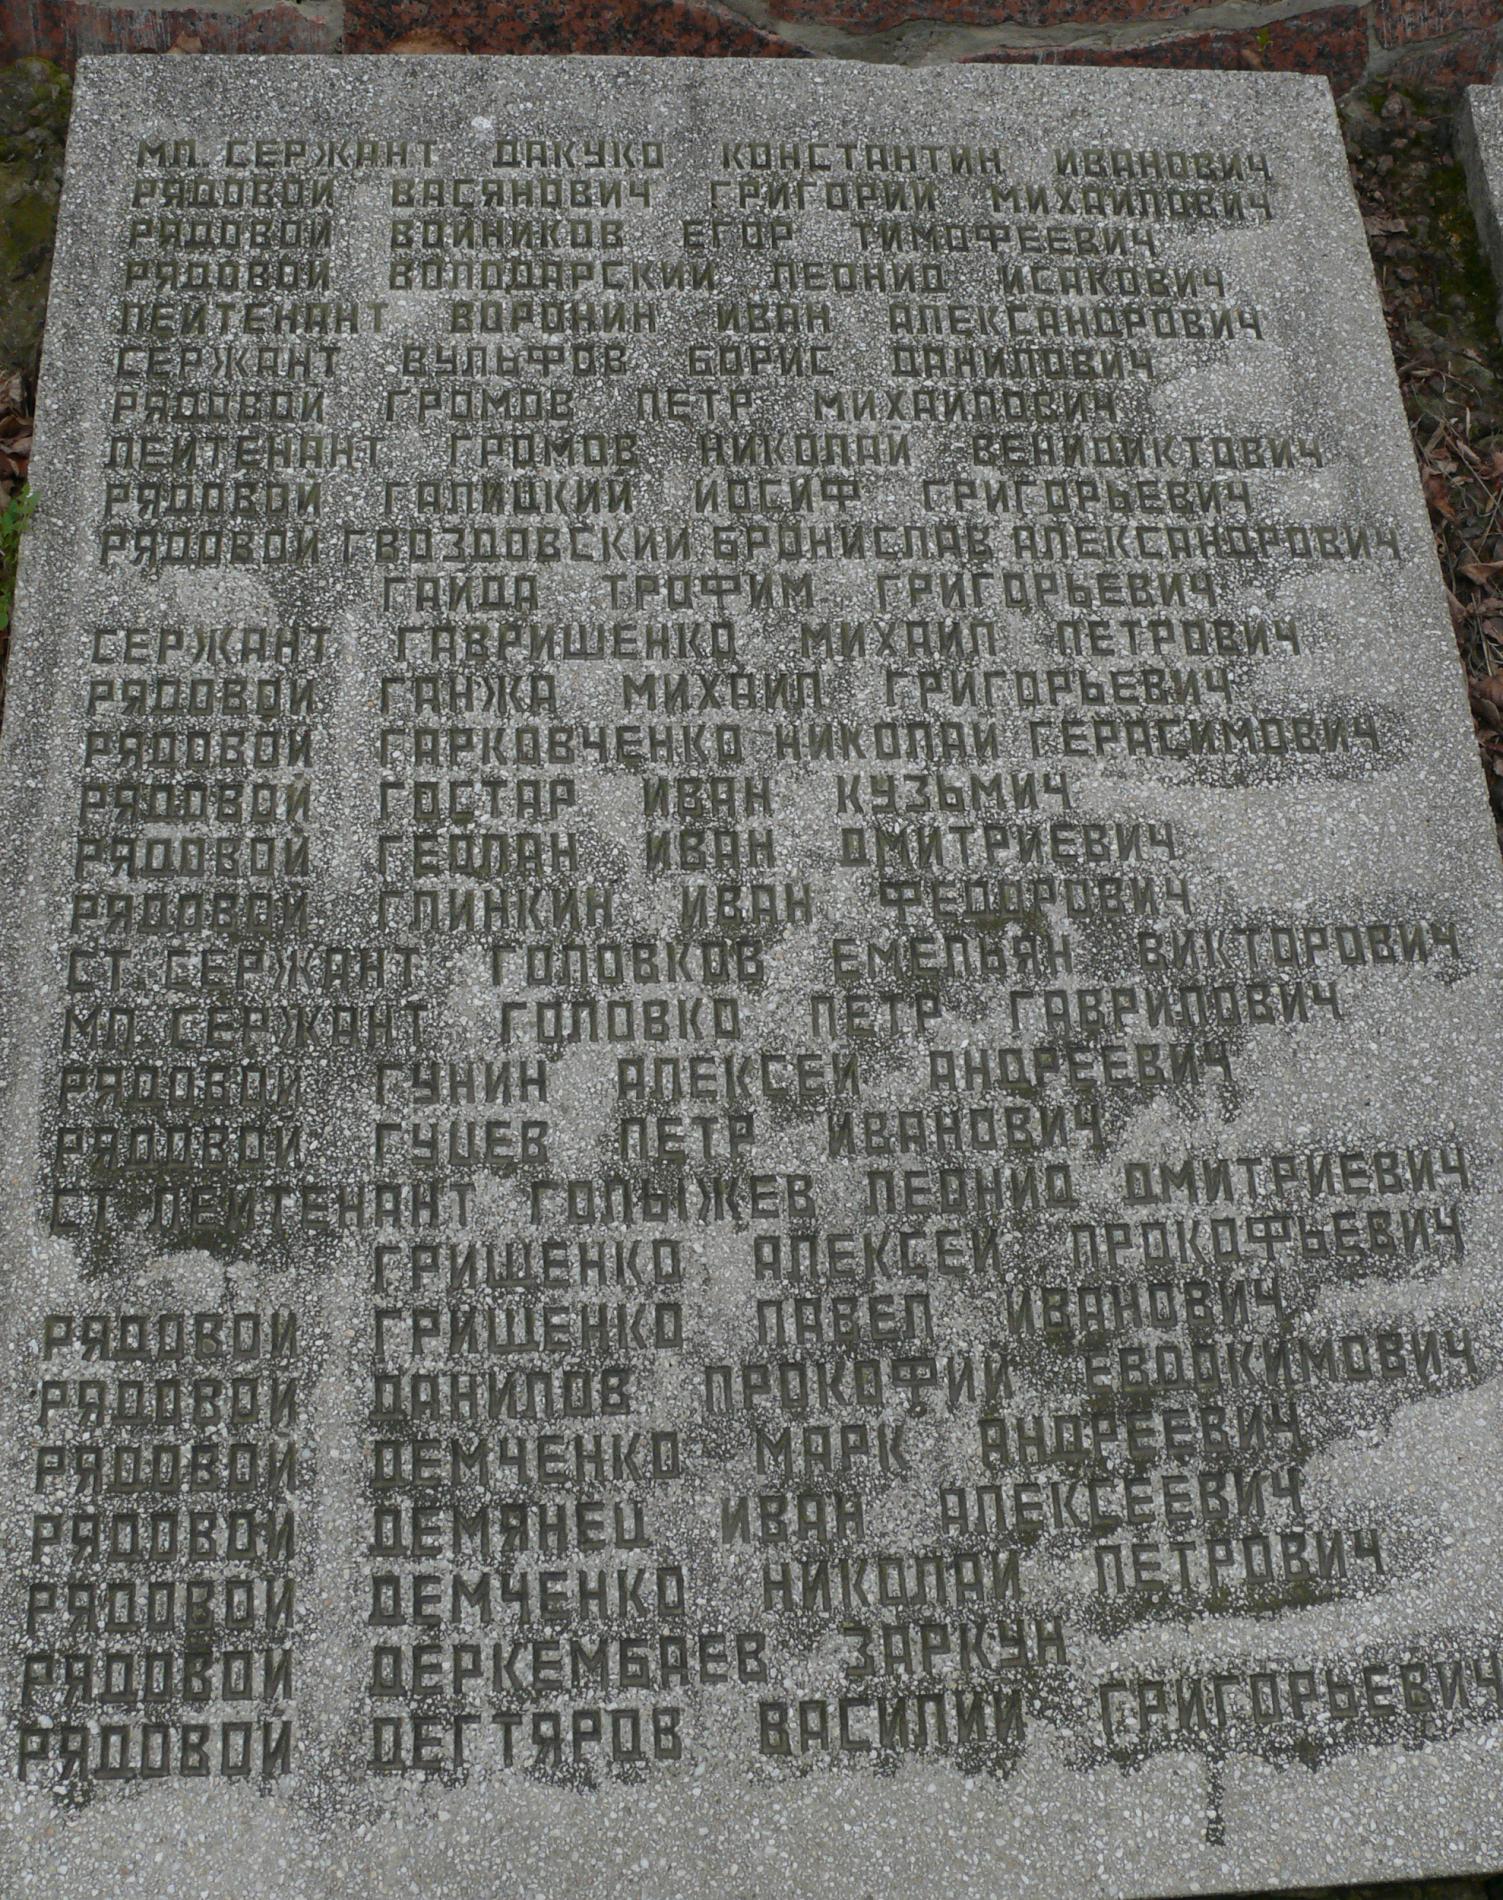 МЛ. СЕРЖАНТ ДАКУКО КОНСТАНТИН ИВАНОВИЧ
РЯДОВОЙ ВАСЯНОВИЧ ГРИГОРИЙ МИХАЙЛОВИЧ
РЯДОВОЙ ВОЙНИКОВ ЕГОР ТИМОФЕЕВИЧ
РЯДОВОЙ ВОЛОДАРСКИЙ ЛЕОНИД ИСАКОВИЧ
ЛЕЙТЕНАНТ ВОРОНИН ИВАН АЛЕКСАНДРОВИЧ
СЕРЖАНТ ВУЛЬФОВ БОРИС ДАНИЛОВИЧ
РЯДОВОЙ ГРОМОВ ПЕТР МИХАЙЛОВИЧ
ЛЕЙТЕНАНТ ГРОМОВ НИКОЛАЙ ВЕНИДИКТОВИЧ
РЯДОВОЙ ГАЛИЦКИЙ ИОСИФ ГРИГОРЬЕВИЧ
РЯДОВОЙ ГВОЗДОВСКИЙ БРОНИСЛАВ АЛЕКСАНДРОВИЧ
ГАЙДА ТРОФИМ ГРИГОРЬЕВИЧ
СЕРЖАНТ ГАВРИШЕНКО МИХАИЛ ПЕТРОВИЧ
РЯДОВОЙ ГАНЖА МИХАИЛ ГРИГОРЬЕВИЧ
РЯДОВОЙ ГАРКОВЧЕНКО НИКОЛАЙ ГЕРАСИМОВИЧ
РЯДОВОЙ ГОСТАР ИВАН КУЗЬМИЧ
РЯДОВОЙ ГЕОЛАН ИВАН ДМИТРИЕВИЧ
РЯДОВОЙ ГЛИНКИН ИВАН ФЕДОРОВИЧ
СТ. СЕРЖАНТ ГОЛОВКОВ ЕМЕЛЬЯН ВИКТОРОВИЧ
МЛ. СЕРЖАНТ ГОЛОВКО ПЕТР ГАВРИЛОВИЧ
РЯДОВОЙ ГУНИН АЛЕКСЕЙ АНДРЕЕВИЧ
РЯДОВОЙ ГУЦЕВ ПЕТР ИВАНОВИЧ
СТ ЛЕЙТЕНАНТ ГОЛЫЖЕВ ЛЕОНИД ДМИТРИЕВИЧ
ГРИЩЕНКО АЛЕКСЕЙ ПРОКОФЬЕВИЧ
РЯДОВОЙ ГРИШЕНКО ПАВЕЛ ИВАНОВИЧ
РЯДОВОЙ ДАНИЛОВ ПРОКОФИЙ ЕВДОКИМОВИЧ
РЯДОВОЙ ДЕМЧЕНКО МАРК АНДРЕЕВИЧ
РЯДОВОЙ ДЕМЯНЕЦ ИВАН АЛЕКСЕЕВИЧ
РЯДОВОЙ ДЕМЧЕНКО НИКОЛАЙ ПЕТРОВИЧ
РЯДОВОЙ ДЕРКЕМБАЕВ ЗАРКУН
РЯДОВОЙ ДЕГТЯРОВ ВАСИЛИЙ ГРИГОРЬЕВИЧ